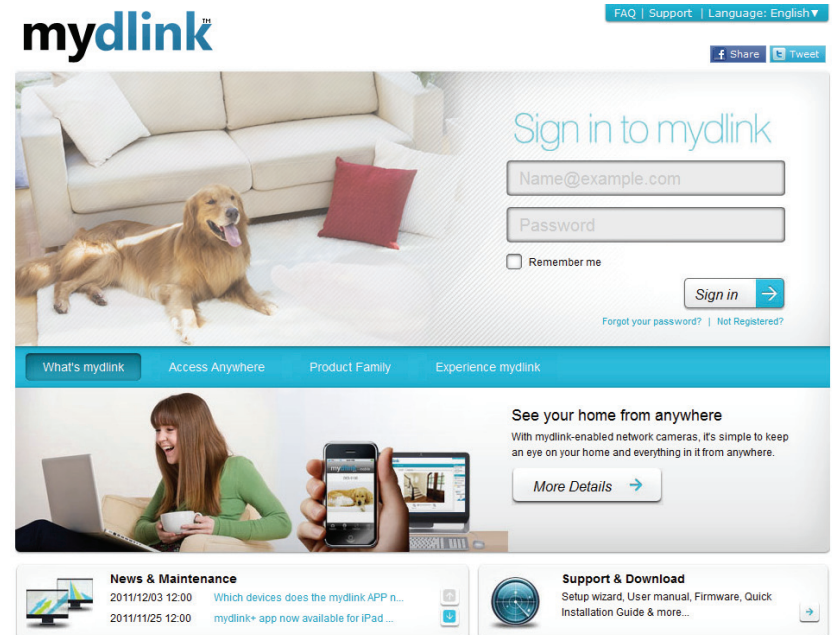 FAQ | Support | Language: English▼
mydlink™
Share Tweet
Sign in to mydlink
Name@example.com
Password
Remember me
Sign in
Forgot your password? | Not Registered?
What's mydlink Access Anywhere Product Family Experience mydlink
See your home from anywhere
With mydlink-enabled network cameras, it's simple to keep
an eye on your home and everything in it from anywhere.
More Details
mydlink
News & Maintenance
2011/12/03 12:00 Which devices does the mydlink APP n...
2011/11/25 12:00 mydlink+ app now available for iPad ...
Support & Download
Setup wizard, User manual, Firmware, Quick
Installation Guide & more...